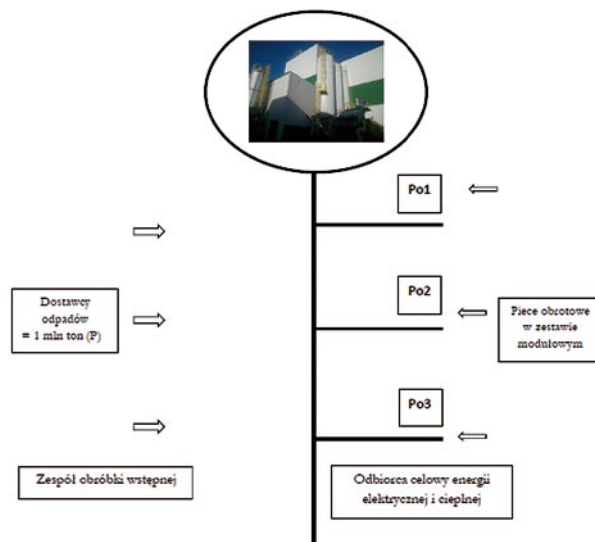 Po1
Po2
Dostawcy
odpadów
= 1 mln ton (P)
Piece obrotowe
w zestawie
modułowym
Po3
Zespół obróbki wstępnej
Odbiorca celowy energii
elektrycznej i cieplnej